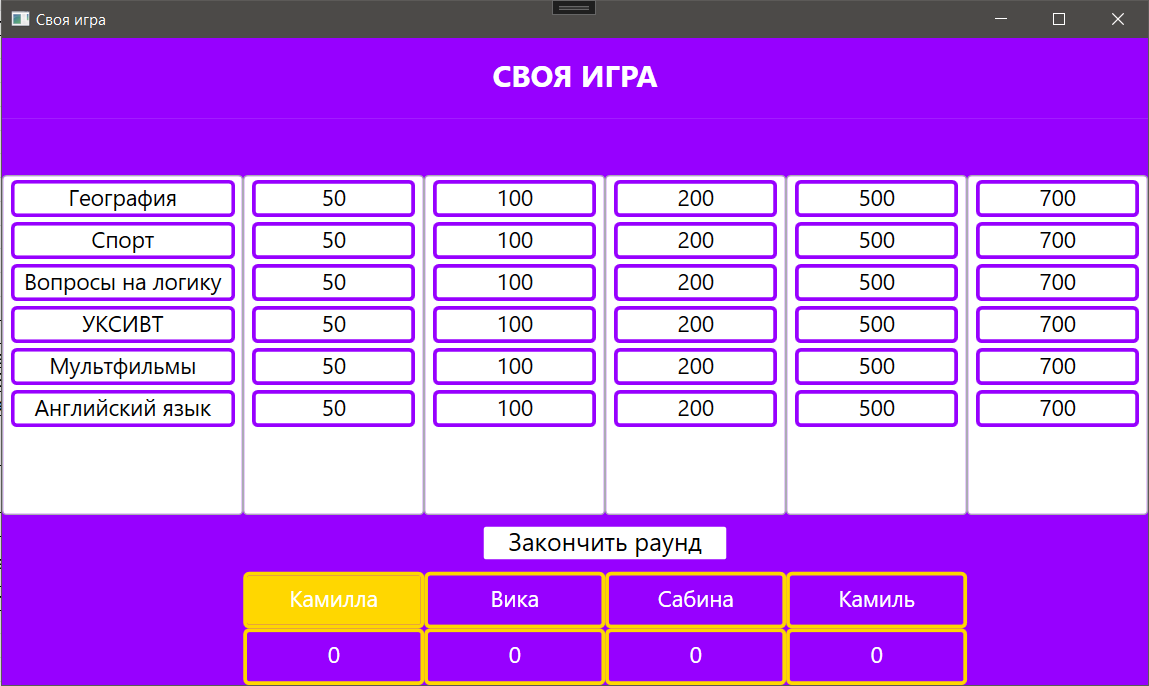 Своя игра
СВОЯ ИГРА
География 50 100 200 500 700
Спорт 50 100 200 500 700
Вопросы на логику 50 100 200 500 700
УКСИВТ 50 100 200 500 700
Мультфильмы 50 100 200 500 700
Английский язык 50 100 200 500 700
Закончить раунд
Камилла Вика Сабина Камиль
0 0 0 0